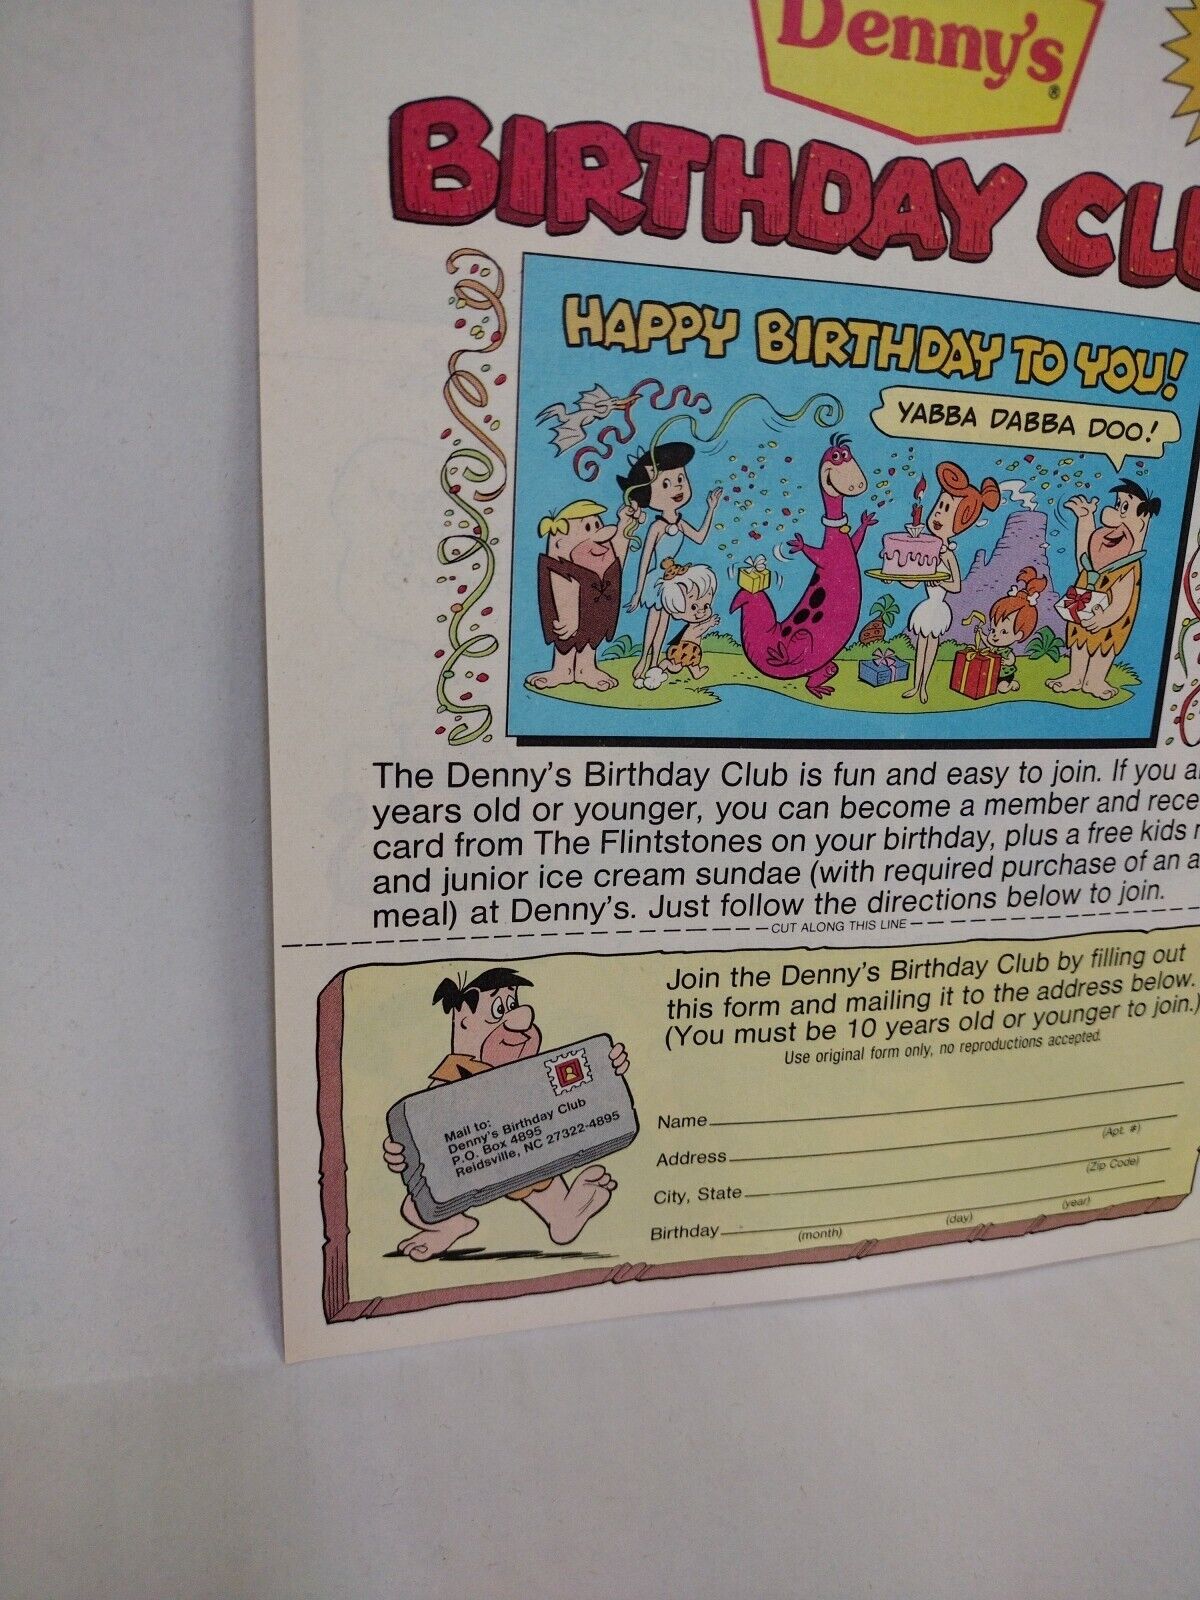 Denny's®
BIRTHDAY
HAPPY BIRTHDAY TO YOU!
YABBA DABBA DOO!
The Denny's Birthday Club is fun and easy to join. If you
years old or younger, you can become a member and
card from The Flintstones on your birthday, plus a free kids
and junior ice cream sundae (with required purchase of an
meal) at Denny's. Just follow the directions below to join.
CUT ALONG THIS LINE
Join the Denny's Birthday Club by filling out
this form and mailing it to the address below.
(You must be 10 years old or younger to join.)
Use original form only, no reproductions accepted.
Mail to:
Denny's Birthday Club
P.O. Box 4895
Reidsville, NC 27322-4895
Name
Address (Apt. #)
City, State (Zip Code)
Birthday (month) (day) (year)